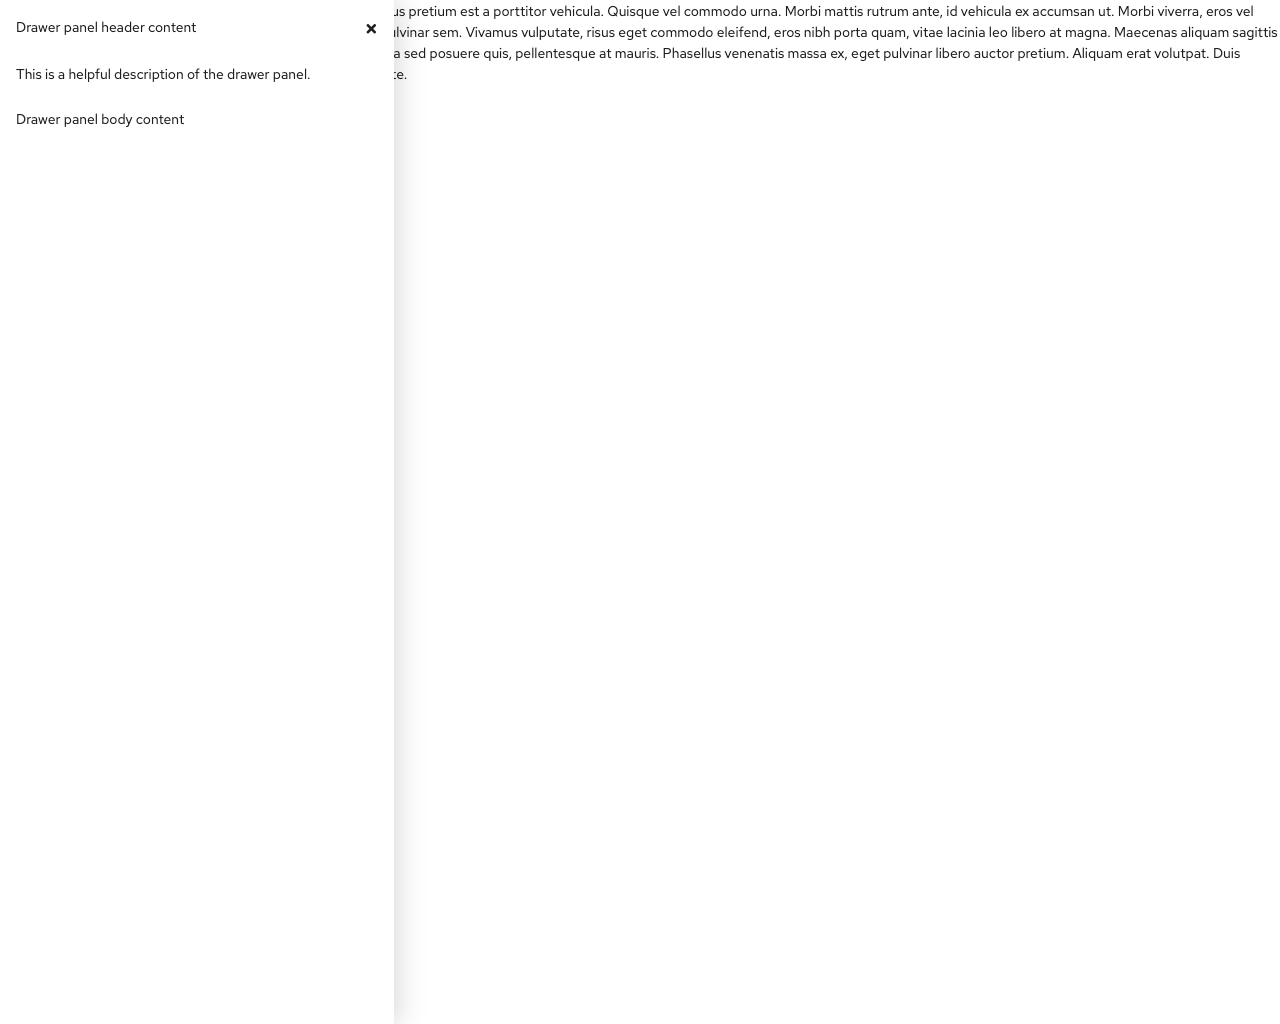 Drawer panel header content
This is a helpful description of the drawer panel.
Drawer panel body content
pretium est a porttitor vehicula. Quisque vel commodo urna. Morbi mattis rutrum ante, id vehicula ex accumsan ut. Morbi viverra, eros vel
sem. Vivamus vulputate, risus eget commodo eleifend, eros nibh porta quam, vitae lacinia leo libero at magna. Maecenas aliquam sagittis
sed posuere quis, pellentesque at mauris. Phasellus venenatis massa ex, eget pulvinar libero auctor pretium. Aliquam erat volutpat. Duis